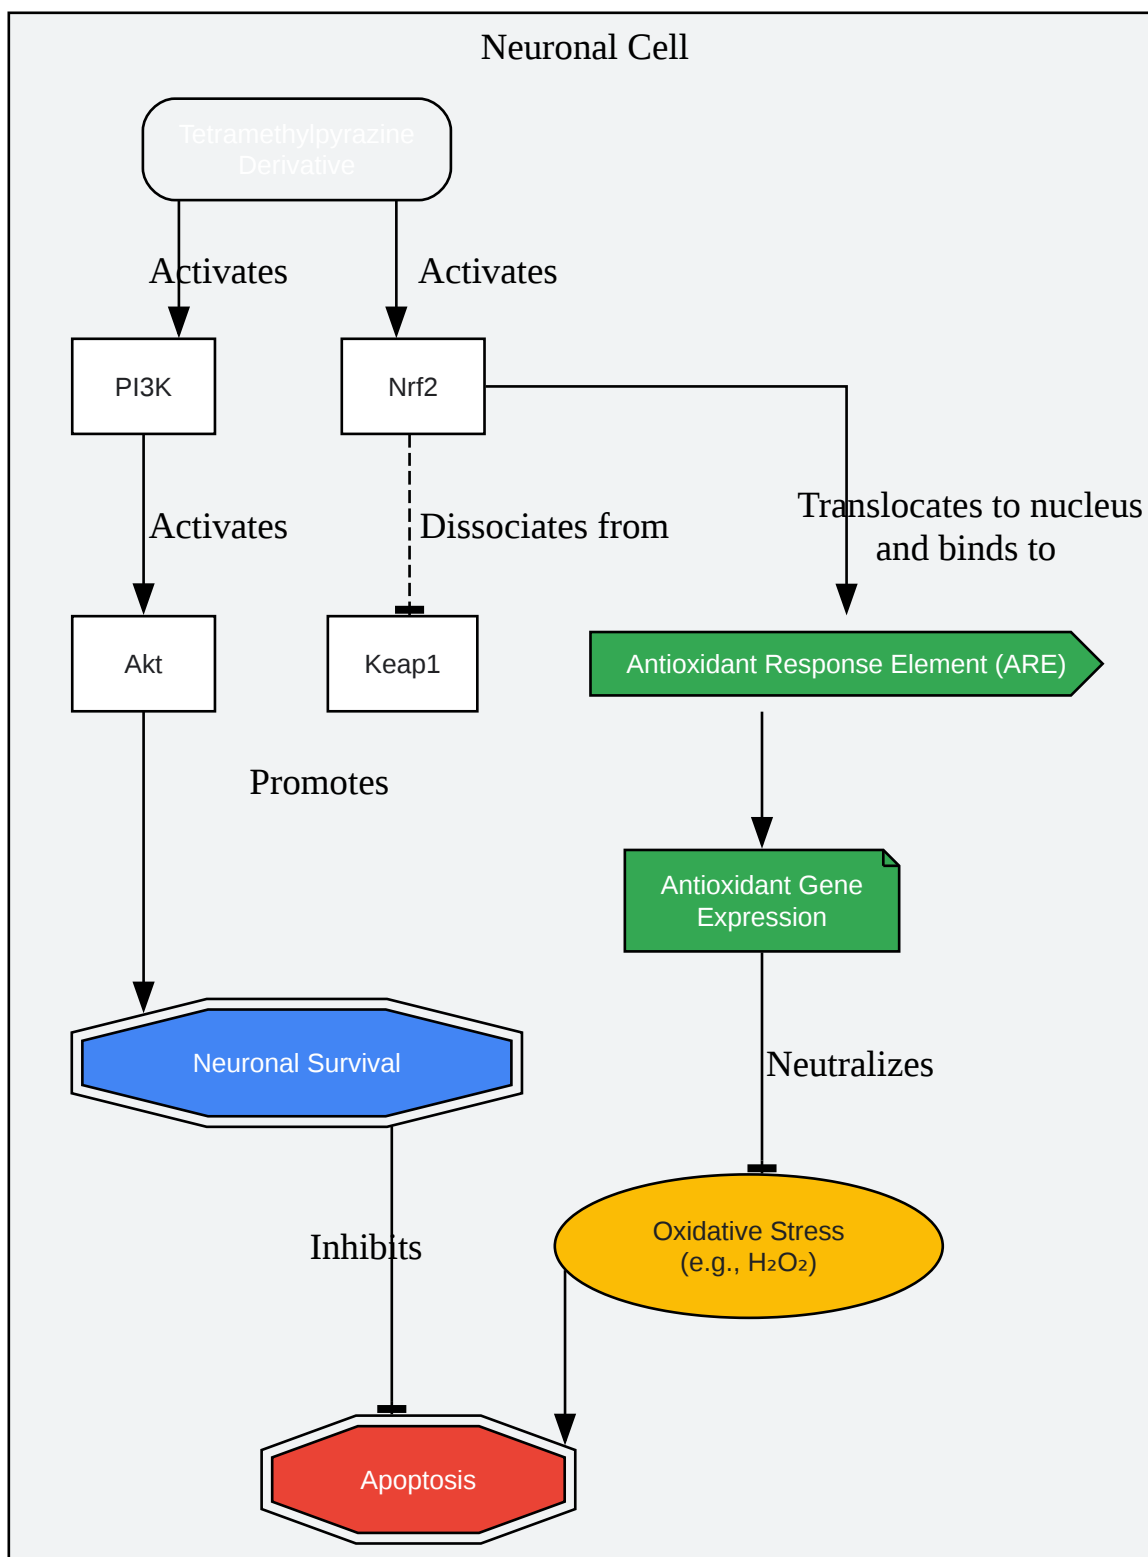 Neuronal Cell
Tetramethylpyrazine
Derivative
Activates
Activates
PI3K
Nrf2
Activates
Dissociates from
Translocates to nucleus
and binds to
Akt
Keap1
Antioxidant Response Element (ARE)
Promotes
Antioxidant Gene
Expression
Neuronal Survival
Neutralizes
Inhibits
Oxidative Stress
(e.g., H₂O₂)
Apoptosis